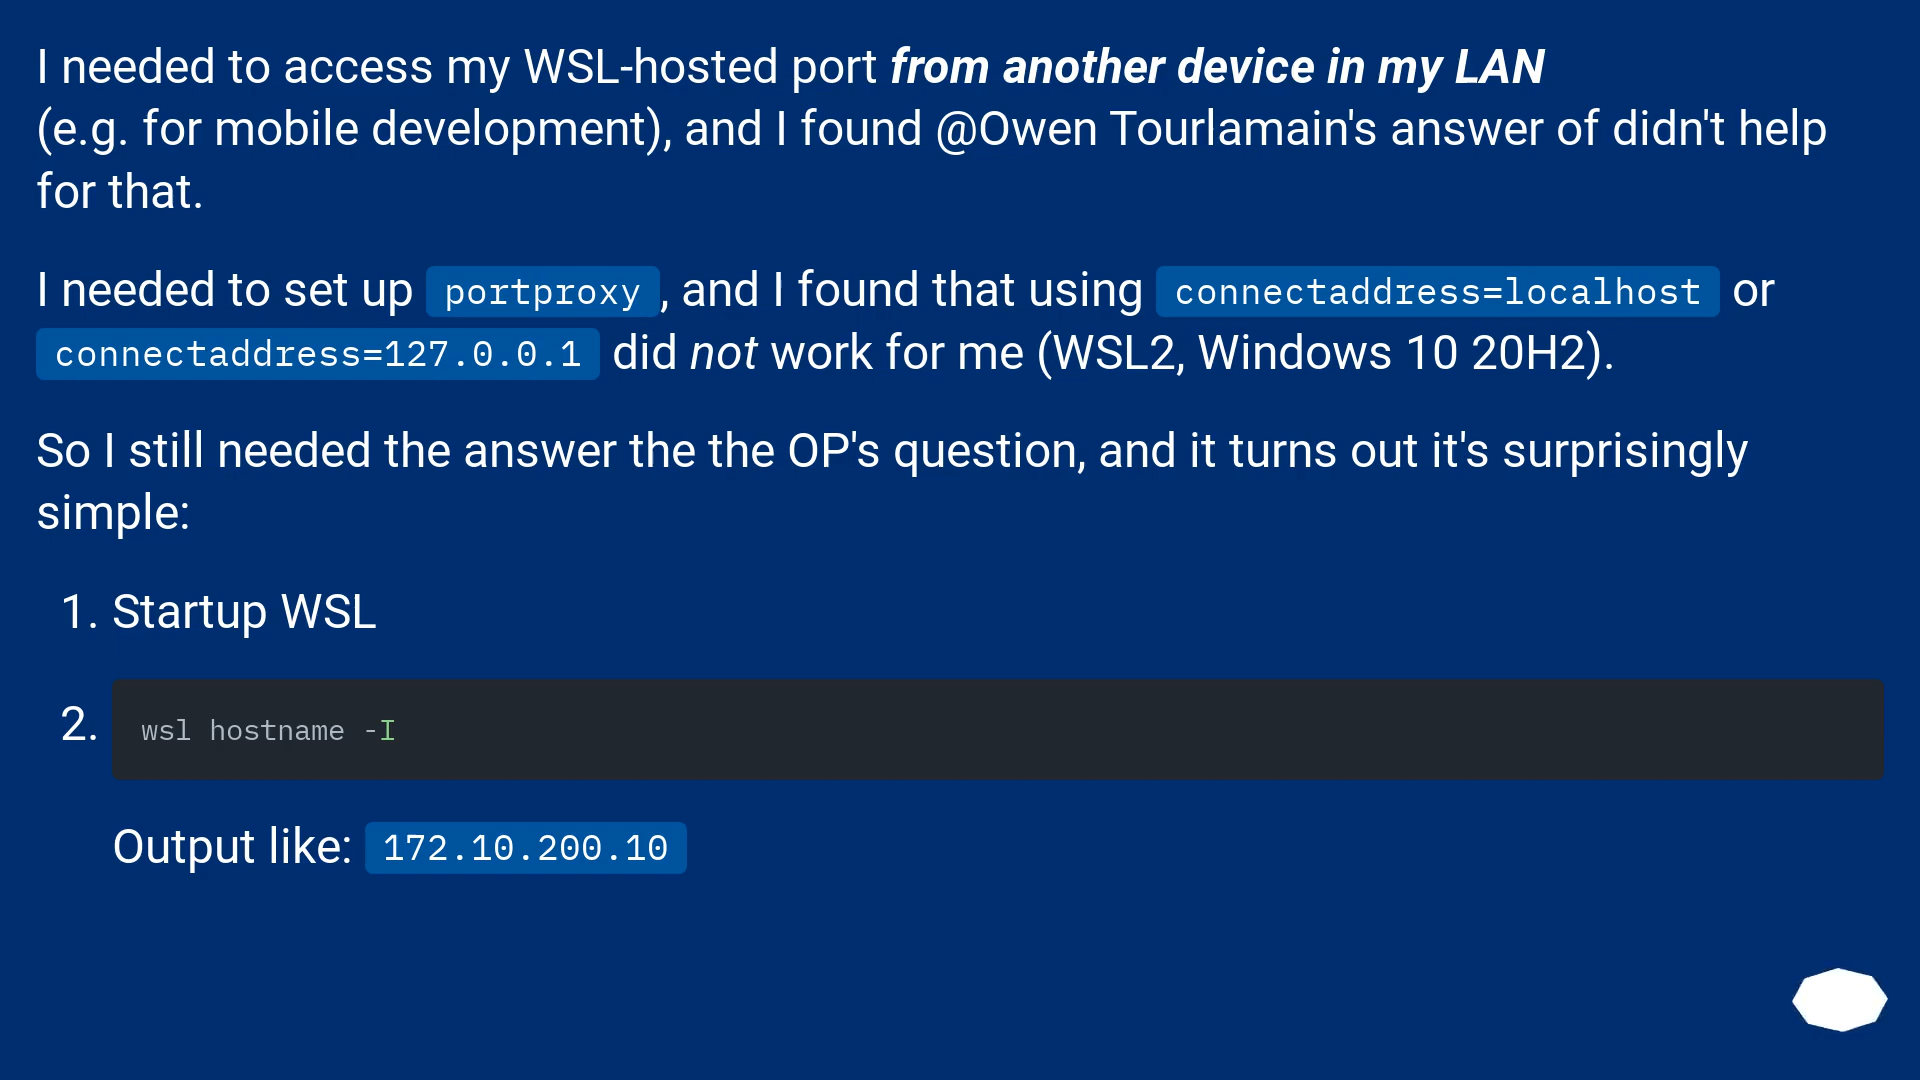 I needed to access my WSL-hosted port from another device in my LAN
(e.g. for mobile development), and I found @Owen Tourlamain's answer of didn't help
for that.
I needed to set up portproxy, and I found that using connectaddress=localhost or
connectaddress=127.0.0.1 did not work for me (WSL2, Windows 10 20H2).
So I still needed the answer the the OP's question, and it turns out it's surprisingly
simple:
1. Startup WSL
2. wsl hostname -I
Output like: 172.10.200.10